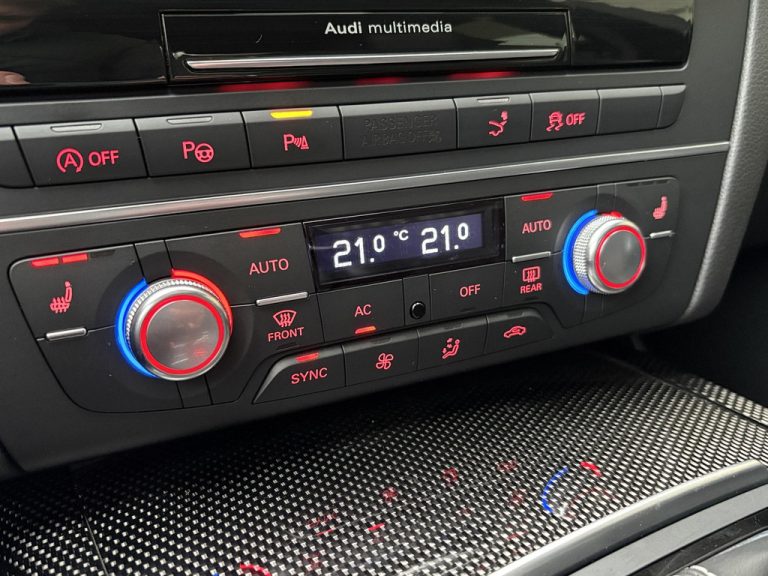 Audi multimedia
A OFF
P
P
PASSENGER
AIRBAG OFF
OFF
AUTO
21.0 °C 21.0
AUTO
FRONT
AC
OFF
REAR
SYNC